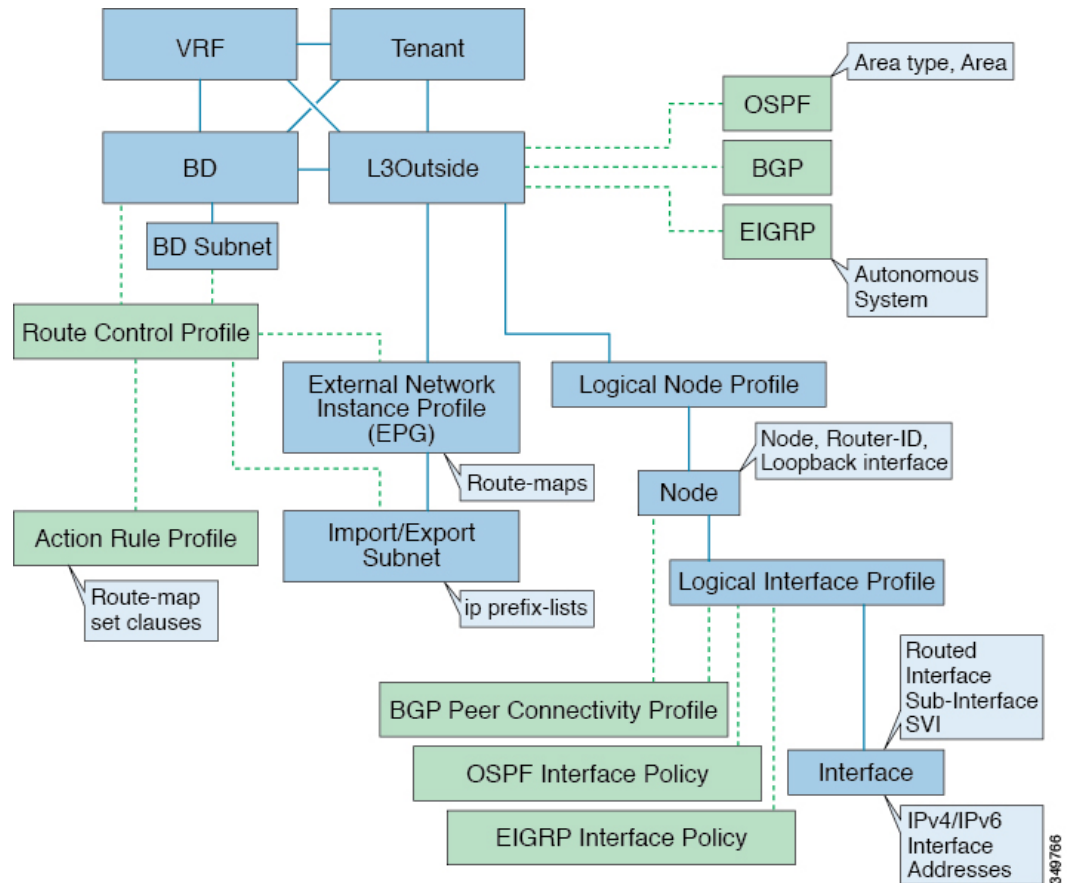 VRF
Tenant
Area type, Area
OSPF
BD
L3Outside
BGP
BD Subnet
EIGRP
Autonomous
System
Route Control Profile
External Network
Instance Profile
(EPG)
Logical Node Profile
Node, Router-ID,
Loopback interface
Route-maps
Node
Action Rule Profile
Import/Export
Subnet
Logical Interface Profile
Route-map
set clauses
ip prefix-lists
Routed
Interface
Sub-Interface
SVI
BGP Peer Connectivity Profile
OSPF Interface Policy
Interface
EIGRP Interface Policy
IPv4/IPv6
Interface
Addresses
349766